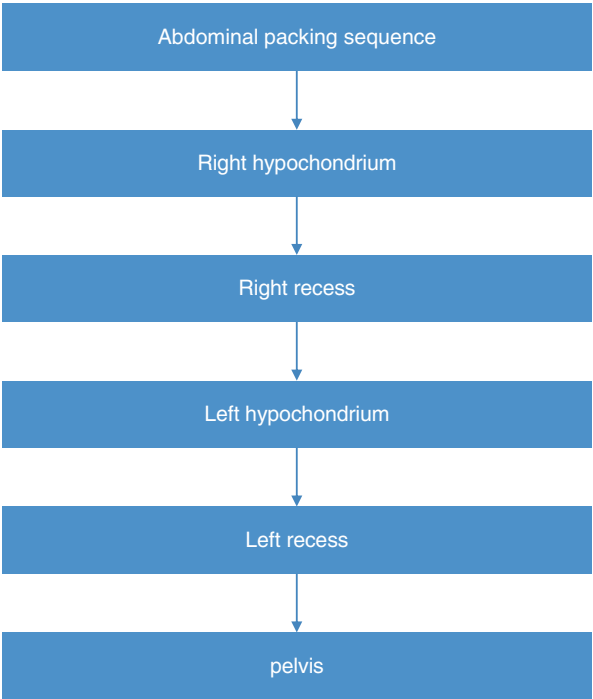 Abdominal packing sequence
Right hypochondrium
Right recess
Left hypochondrium
Left recess
pelvis